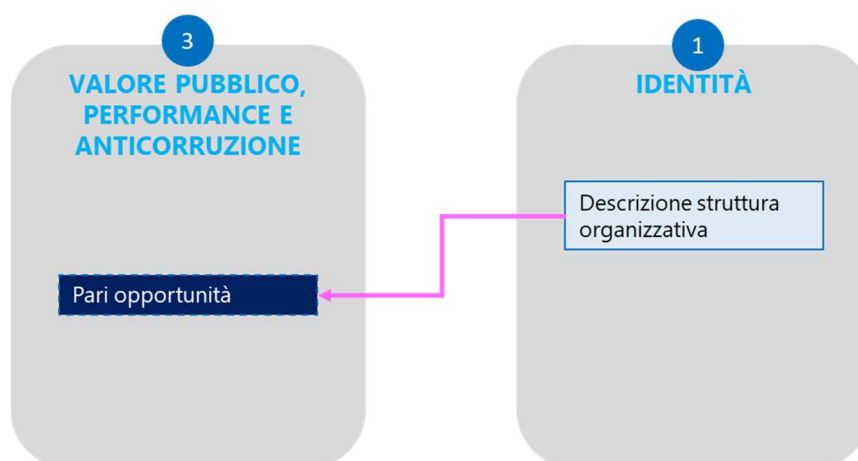 3
VALORE PUBBLICO,
PERFORMANCE E
ANTICORRUZIONE
Pari opportunità
1
IDENTITÀ
Descrizione struttura
organizzativa